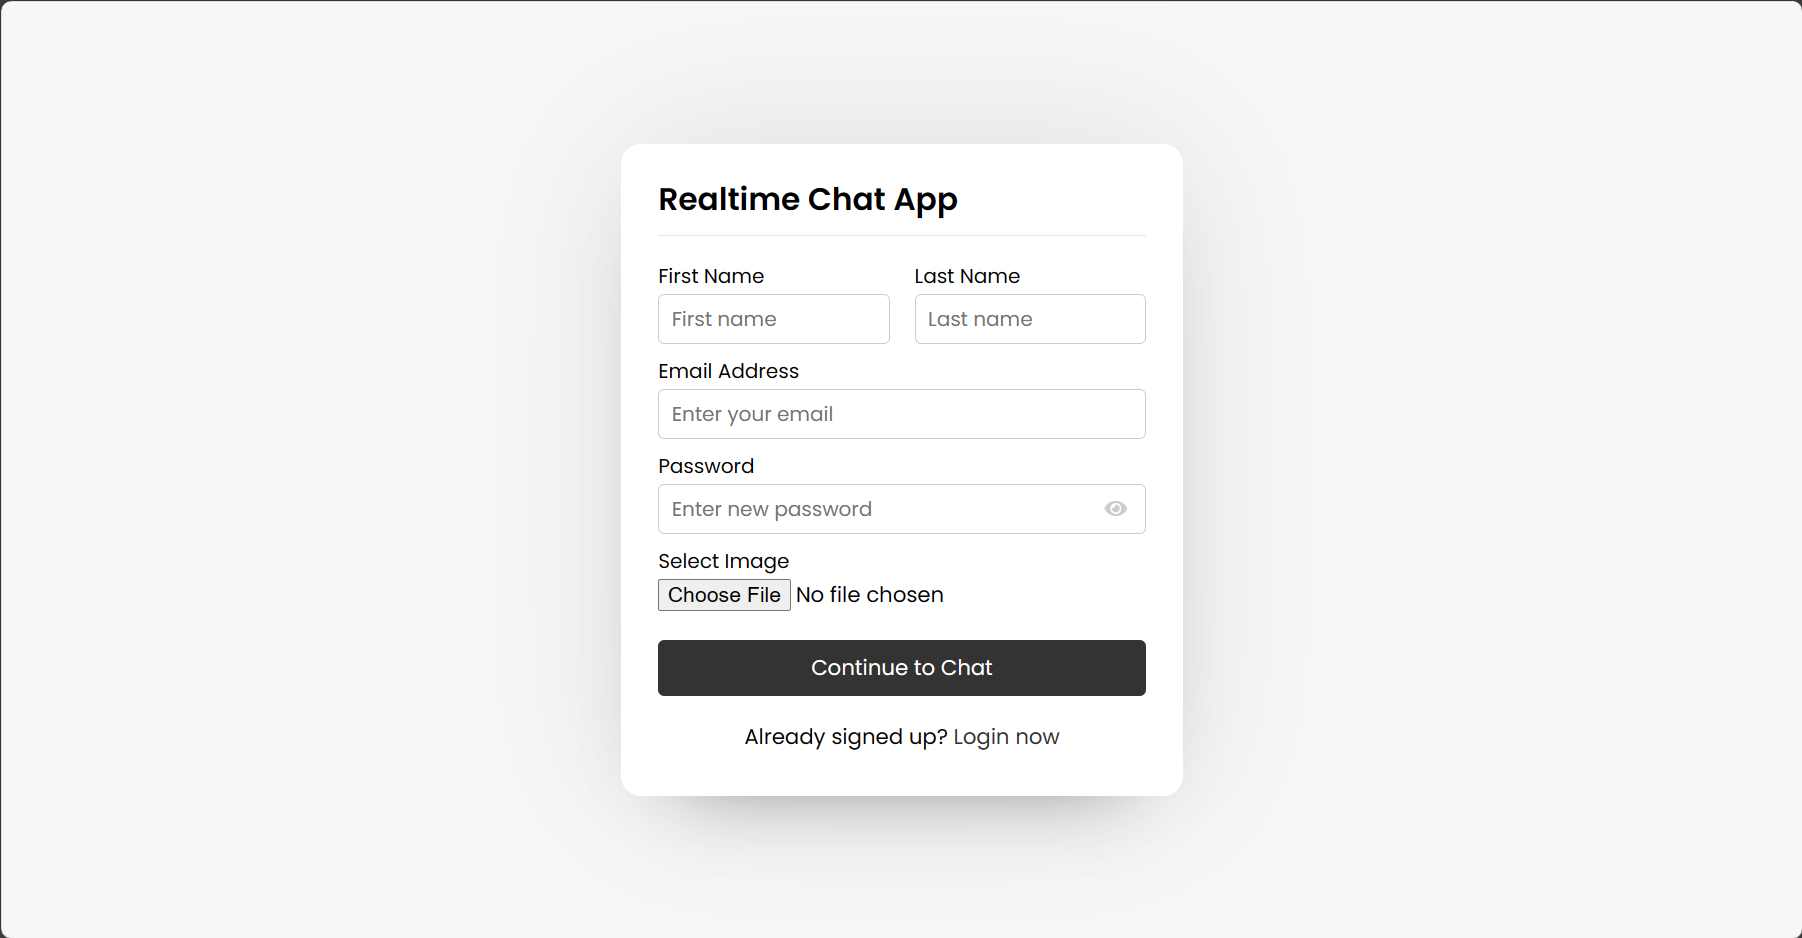 Realtime Chat App
First Name Last Name
First name Last name
Email Address
Enter your email
Password
Enter new password
Select Image
Choose File No file chosen
Continue to Chat
Already signed up? Login now